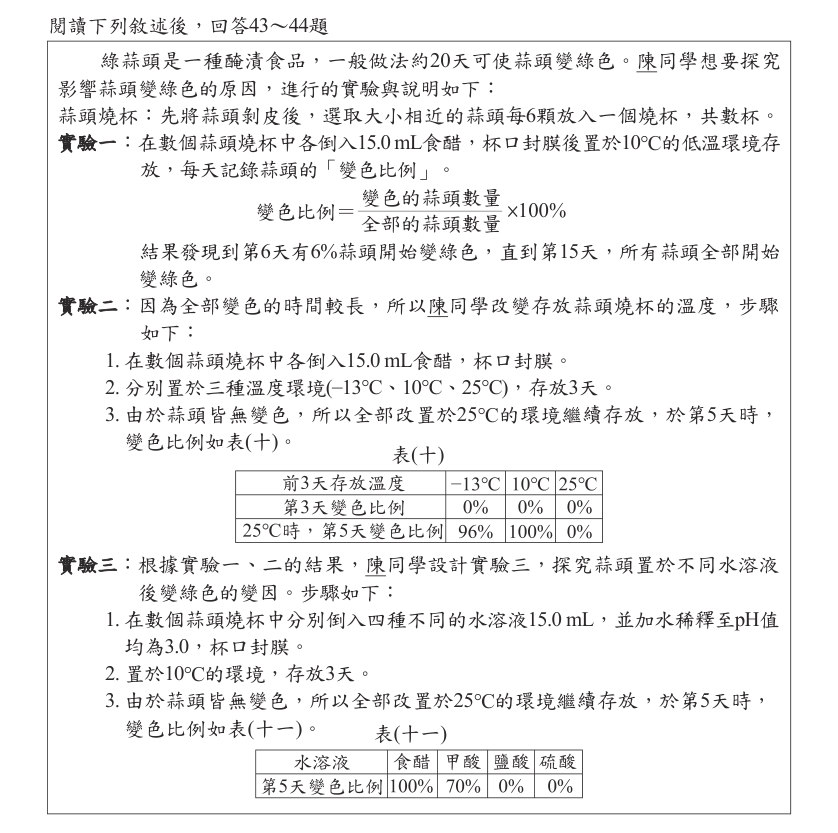 閱讀下列敘述後，回答43～44題
綠蒜頭是一種醃漬食品，一般做法約20天可使蒜頭變綠色。陳同學想要探究
影響蒜頭變綠色的原因，進行的實驗與說明如下：
蒜頭燒杯：先將蒜頭剝皮後，選取大小相近的蒜頭每6顆放入一個燒杯，共數杯。
實驗一：在數個蒜頭燒杯中各倒入15.0 mL食醋，杯口封膜後置於10℃的低溫環境存
放，每天記錄蒜頭的「變色比例」。
變色比例＝變色的蒜頭數量/全部的蒜頭數量 ×100%
結果發現到第6天有6%蒜頭開始變綠色，直到第15天，所有蒜頭全部開始
變綠色。
實驗二：因為全部變色的時間較長，所以陳同學改變存放蒜頭燒杯的溫度，步驟
如下：
1. 在數個蒜頭燒杯中各倒入15.0 mL食醋，杯口封膜。
2. 分別置於三種溫度環境(−13℃、10℃、25℃)，存放3天。
3. 由於蒜頭皆無變色，所以全部改置於25℃的環境繼續存放，於第5天時，
變色比例如表(十)。
表(十)
前3天存放溫度 −13℃ 10℃ 25℃
第3天變色比例 0% 0% 0%
25℃時，第5天變色比例 96% 100% 0%
實驗三：根據實驗一、二的結果，陳同學設計實驗三，探究蒜頭置於不同水溶液
後變綠色的變因。步驟如下：
1. 在數個蒜頭燒杯中分別倒入四種不同的水溶液15.0 mL，並加水稀釋至pH值
均為3.0，杯口封膜。
2. 置於10℃的環境，存放3天。
3. 由於蒜頭皆無變色，所以全部改置於25℃的環境繼續存放，於第5天時，
變色比例如表(十一)。
表(十一)
水溶液 食醋 甲酸 鹽酸 硫酸
第5天變色比例 100% 70% 0% 0%